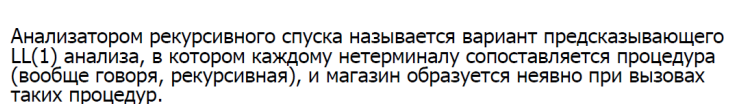 Анализатором рекурсивного спуска называется вариант предсказывающего
LL(1) анализа, в котором каждому нетерминалу сопоставляется процедура
(вообще говоря, рекурсивная), и магазин образуется неявно при вызовах
таких процедур.